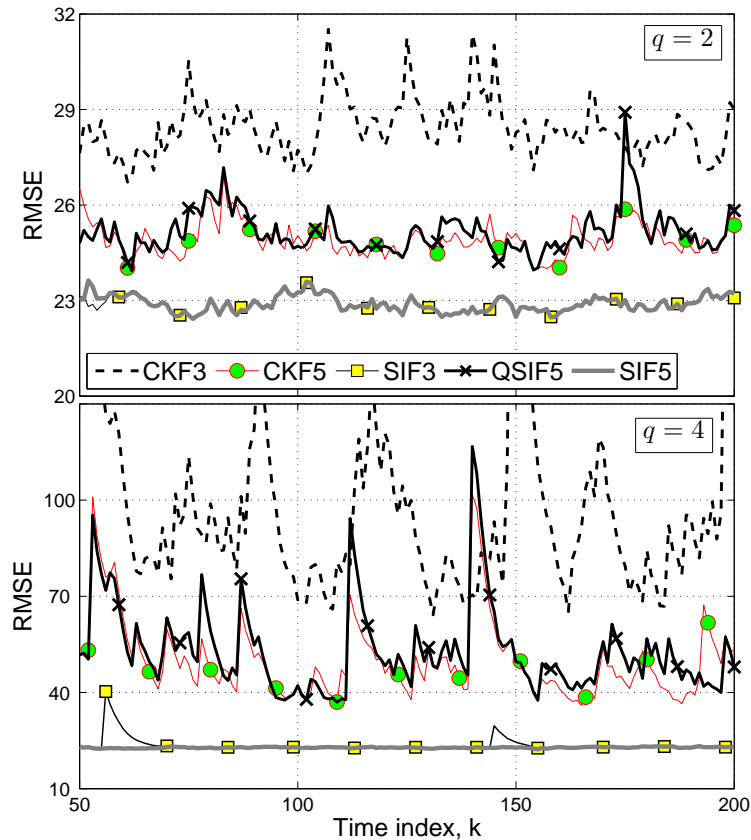 32
q = 2
29
26
23
20
RMSE
CKF3 CKF5 SIF3 QSIF5 SIF5
q = 4
100
70
40
10
RMSE
50 100 150 200
Time index, k